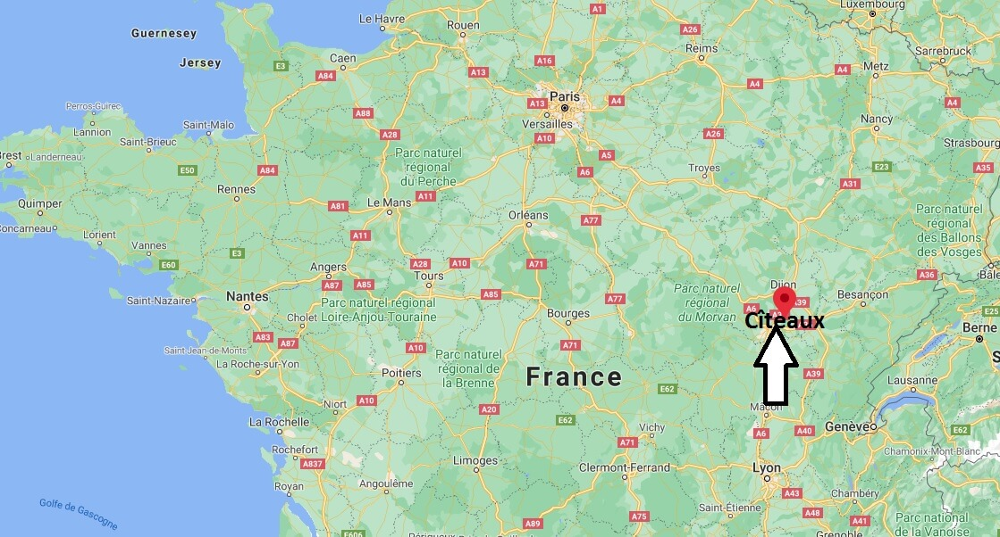 Luxembourg
Le Havre
Rouen
A1
Guernesey
A26
Reims
Sarrebruck
Jersey
E3
Caen
A84
A16
A13
A4
Metz
A4
Paris
A13
A4
A4
Perros-Guirec
Lannion
Saint-Malo
A88
Versailles
Nancy
Saint-Brieuc
A28
A10
A26
Strasbourg
Brest
Landerneau
Parc naturel
régional
du Perche
A5
Troyes
E50
A84
A6
E23
A35
Rennes
A11
A31
Quimper
A81
Le Mans
Concarneau
Orléans
A77
Parc naturel
régional
des Ballons
des Vosges
Lorient
A11
Vannes
E3
E60
Angers
A28
A10
A71
Tours
A36
Bâle
A87
A85
Dijon
Saint-Nazaire
Nantes
A85
Parc naturel
régional
du Morvan
Besançon
A77
A6
A39
Parc naturel régional
Loire-Anjou-Touraine
Bourges
Cîteaux
E25
Cholet
Berne
A83
A87
A10
A71
Saint-Jean-de-Monts
La Roche-sur-Yon
Parc naturel
régional de
la Brenne
Poitiers
France
A39
Lausanne
E62
Niort
A10
A20
E62
Mâcon
La Rochelle
Vichy
A6
A40
Genève
E62
Rochefort
A71
Chamonix-Mont-Blanc
A837
Limoges
Clermont-Ferrand
Lyon
Royan
Angoulême
A43
Chambéry
Golfe de Gascogne
Saint-Étienne
A48
A41
Parc national
de la Vanoise
A89
A75
E606
Périgueux
Grenoble